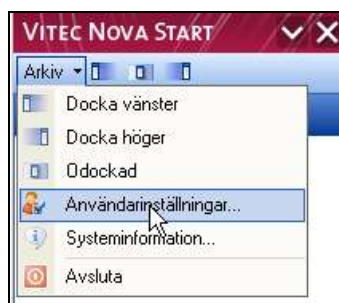 VITEC NOVA START
Arkiv
Docka vänster
Docka höger
Odockad
Användarinställningar...
Systeminformation...
Avsluta